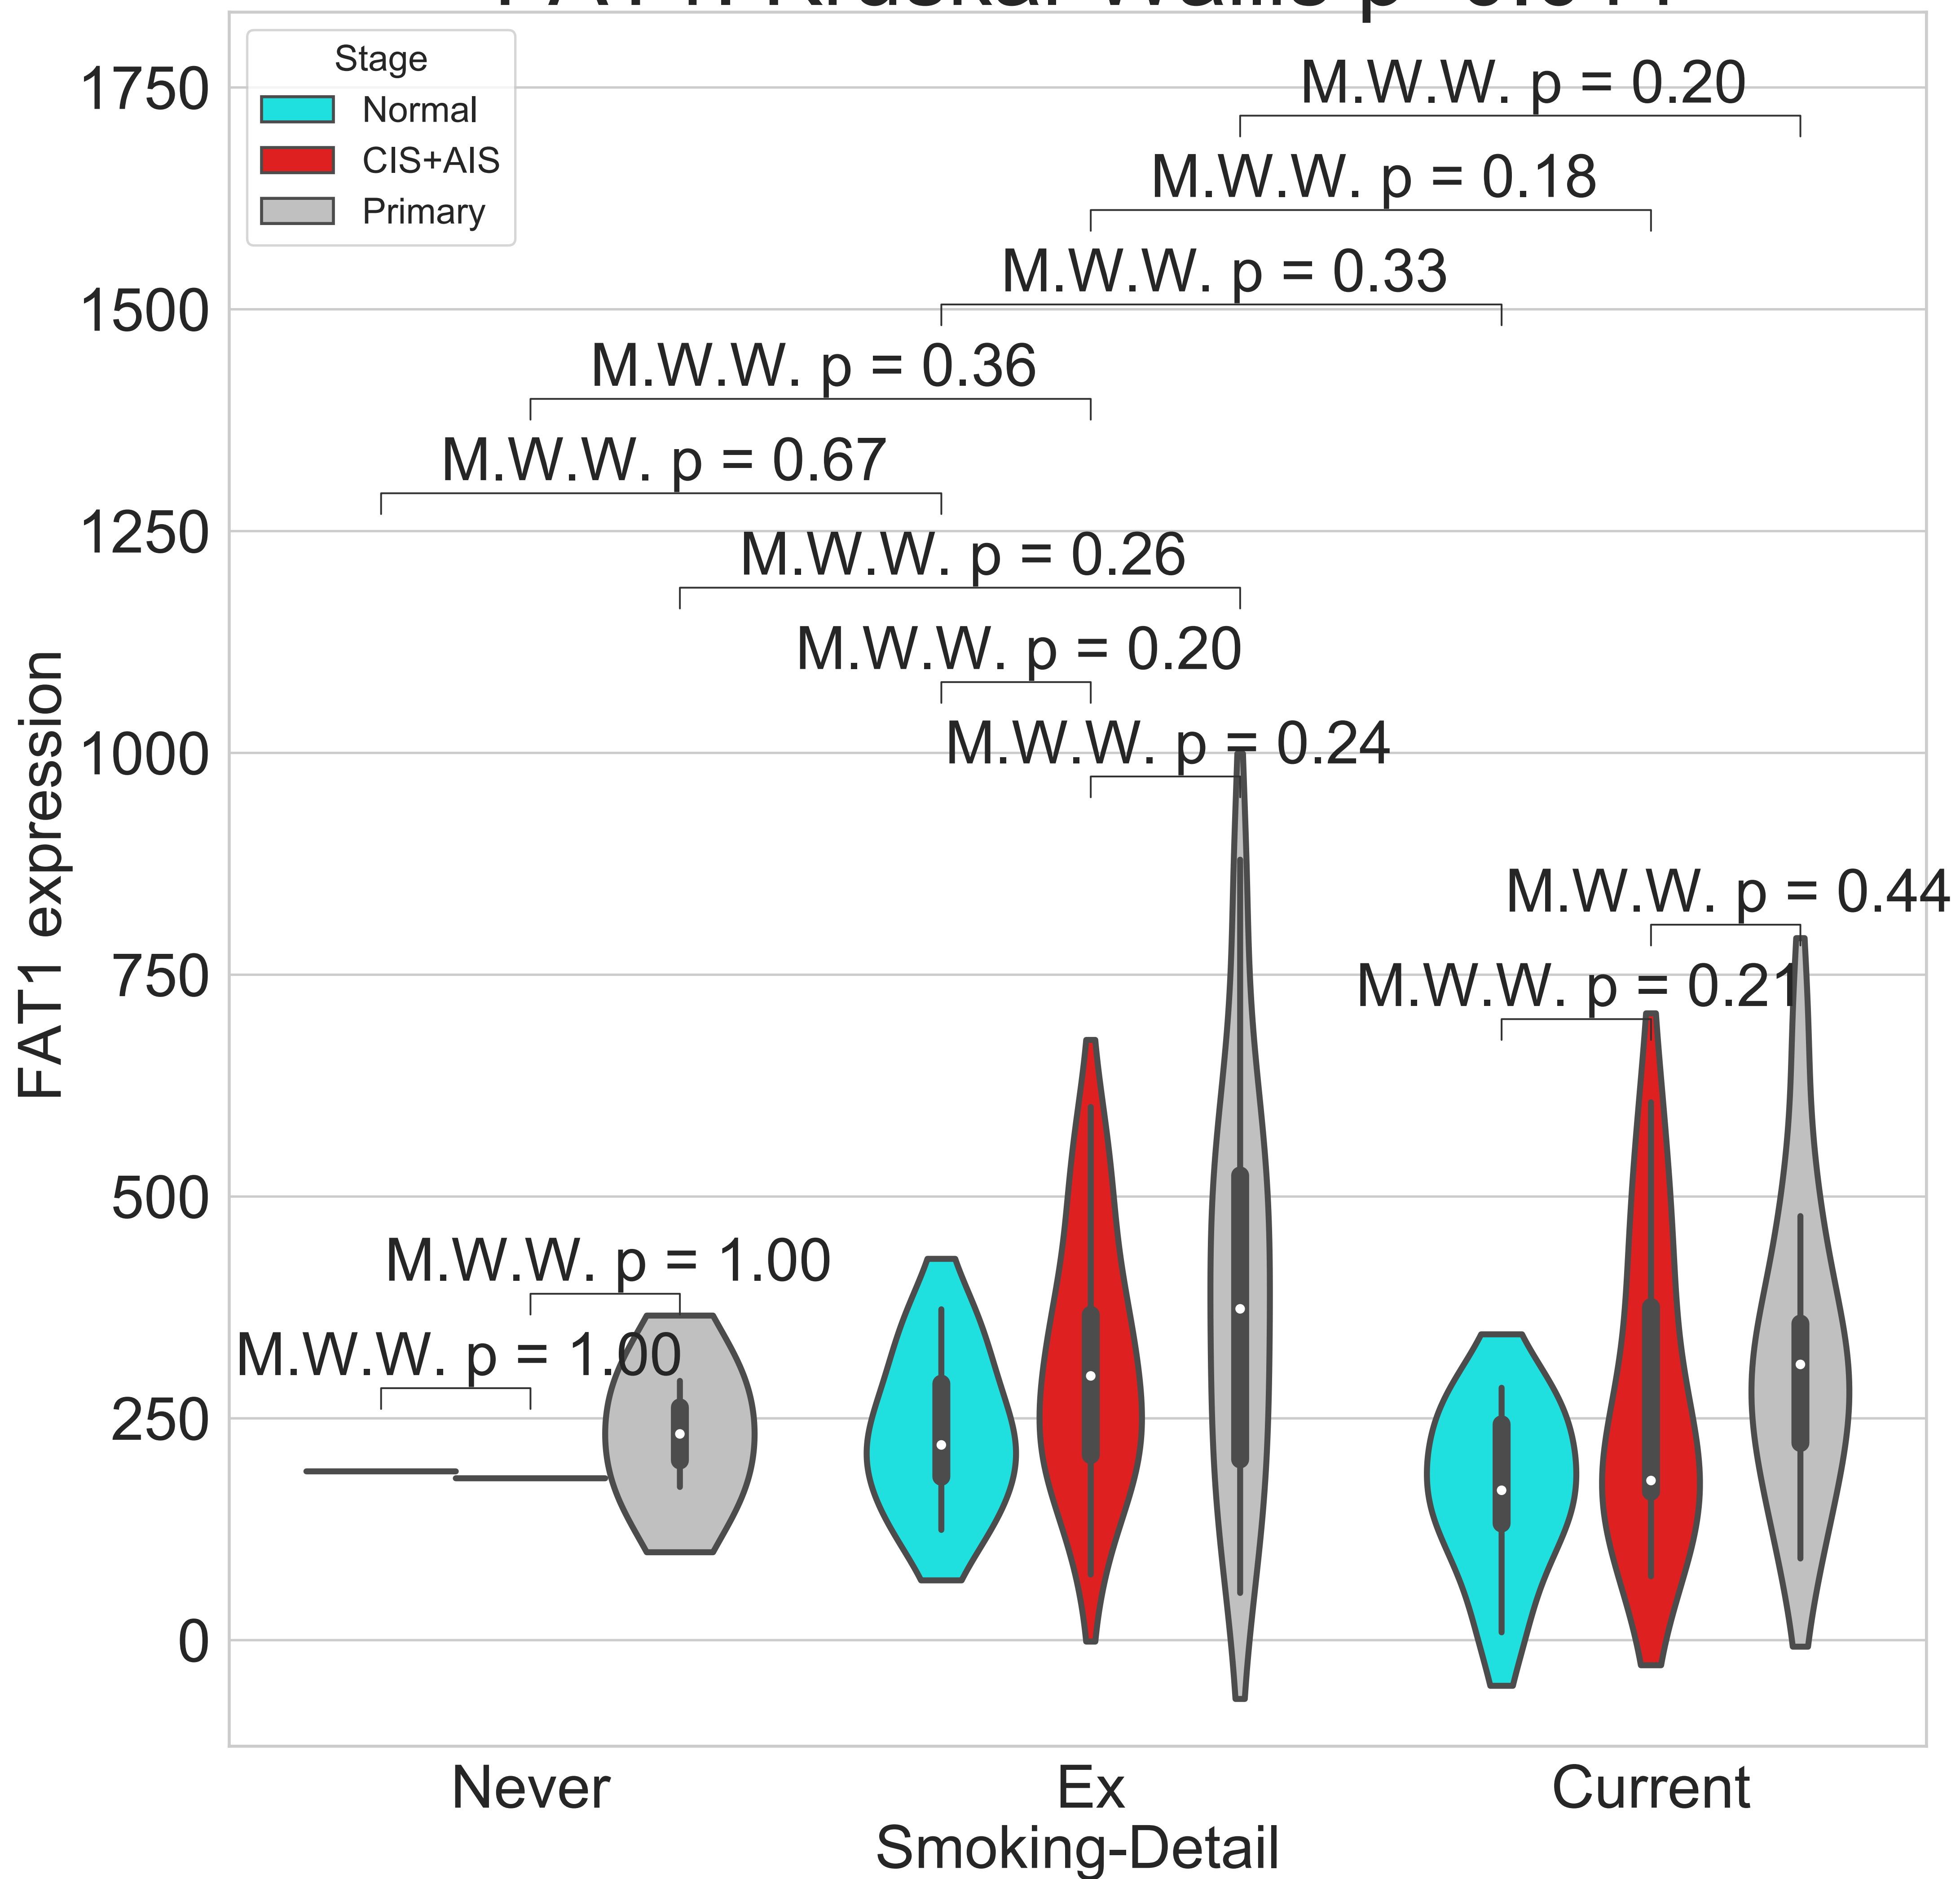 Stage
Normal
CIS+AIS
Primary
1750
1500
1250
1000
750
500
250
0
FAT1 expression
M.W.W. p = 0.20
M.W.W. p = 0.18
M.W.W. p = 0.33
M.W.W. p = 0.36
M.W.W. p = 0.67
M.W.W. p = 0.26
M.W.W. p = 0.20
M.W.W. p = 0.24
M.W.W. p = 0.44
M.W.W. p = 0.21
M.W.W. p = 1.00
M.W.W. p = 1.00
Never
Ex
Current
Smoking-Detail